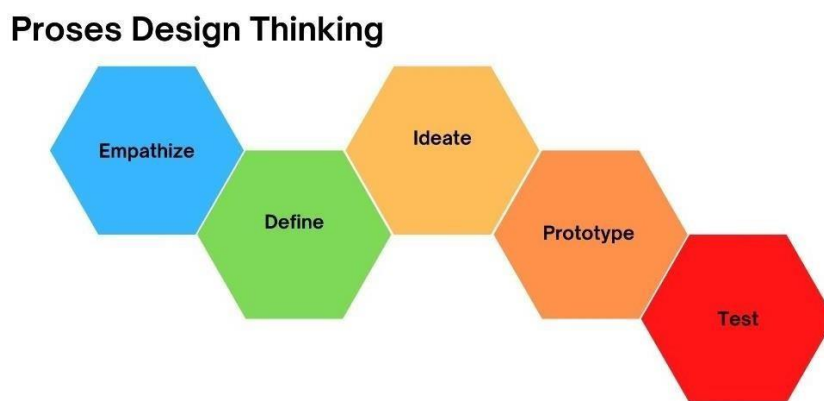 Proses Design Thinking
Empathize
Define
Ideate
Prototype
Test